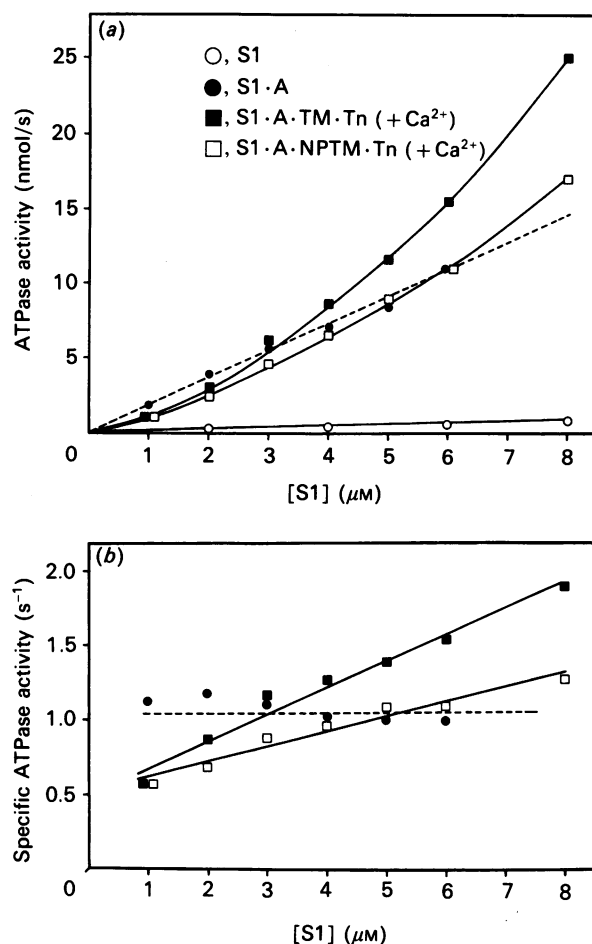 (a)
○, S1
●, S1·A
■, S1·A·TM·Tn (+Ca²⁺)
□, S1·A·NPTM·Tn (+Ca²⁺)
ATPase activity (nmol/s)
25
20
15
10
5
0
1 2 3 4 5 6 7 8
[S1] (μM)
(b)
Specific ATPase activity (s⁻¹)
2.0
1.5
1.0
0.5
0
1 2 3 4 5 6 7 8
[S1] (μM)